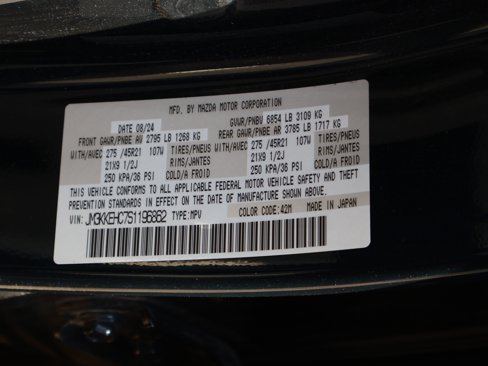 MFD. BY MAZDA MOTOR CORPORATION
DATE 08/24 GVWR/PNBV 6854 LB 3109 KG
FRONT GAWR/PNBE AV 2795 LB 1268 KG REAR GAWR/PNBE AR 3785 LB 1717 KG
WITH/AVEC 275 /45R21 107W TIRES/PNEUS WITH/AVEC 275 /45R21 107W TIRES/PNEUS
21X9 1/2J RIMS/JANTES 21X9 1/2J RIMS/JANTES
250 KPA/36 PSI COLD/A FROID 250 KPA/36 PSI COLD/A FROID
THIS VEHICLE CONFORMS TO ALL APPLICABLE FEDERAL MOTOR VEHICLE SAFETY AND THEFT
PREVENTION STANDARDS IN EFFECT ON THE DATE OF MANUFACTURE SHOWN ABOVE.
VIN: JM3KKEHC7S1196862 TYPE:MPV COLOR CODE:42M MADE IN JAPAN